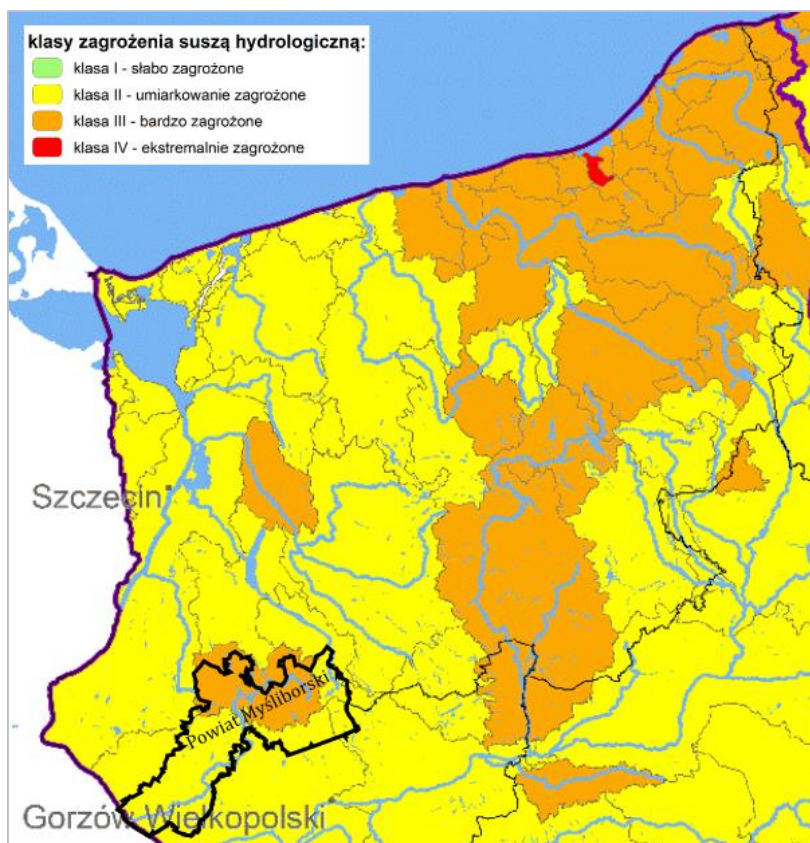 klasy zagrożenia suszą hydrologiczną:
klasa I - słabo zagrożone
klasa II - umiarkowanie zagrożone
klasa III - bardzo zagrożone
klasa IV - ekstremalnie zagrożone
Szczecin
Powiat Myśliborski
Gorzów Wielkopolski